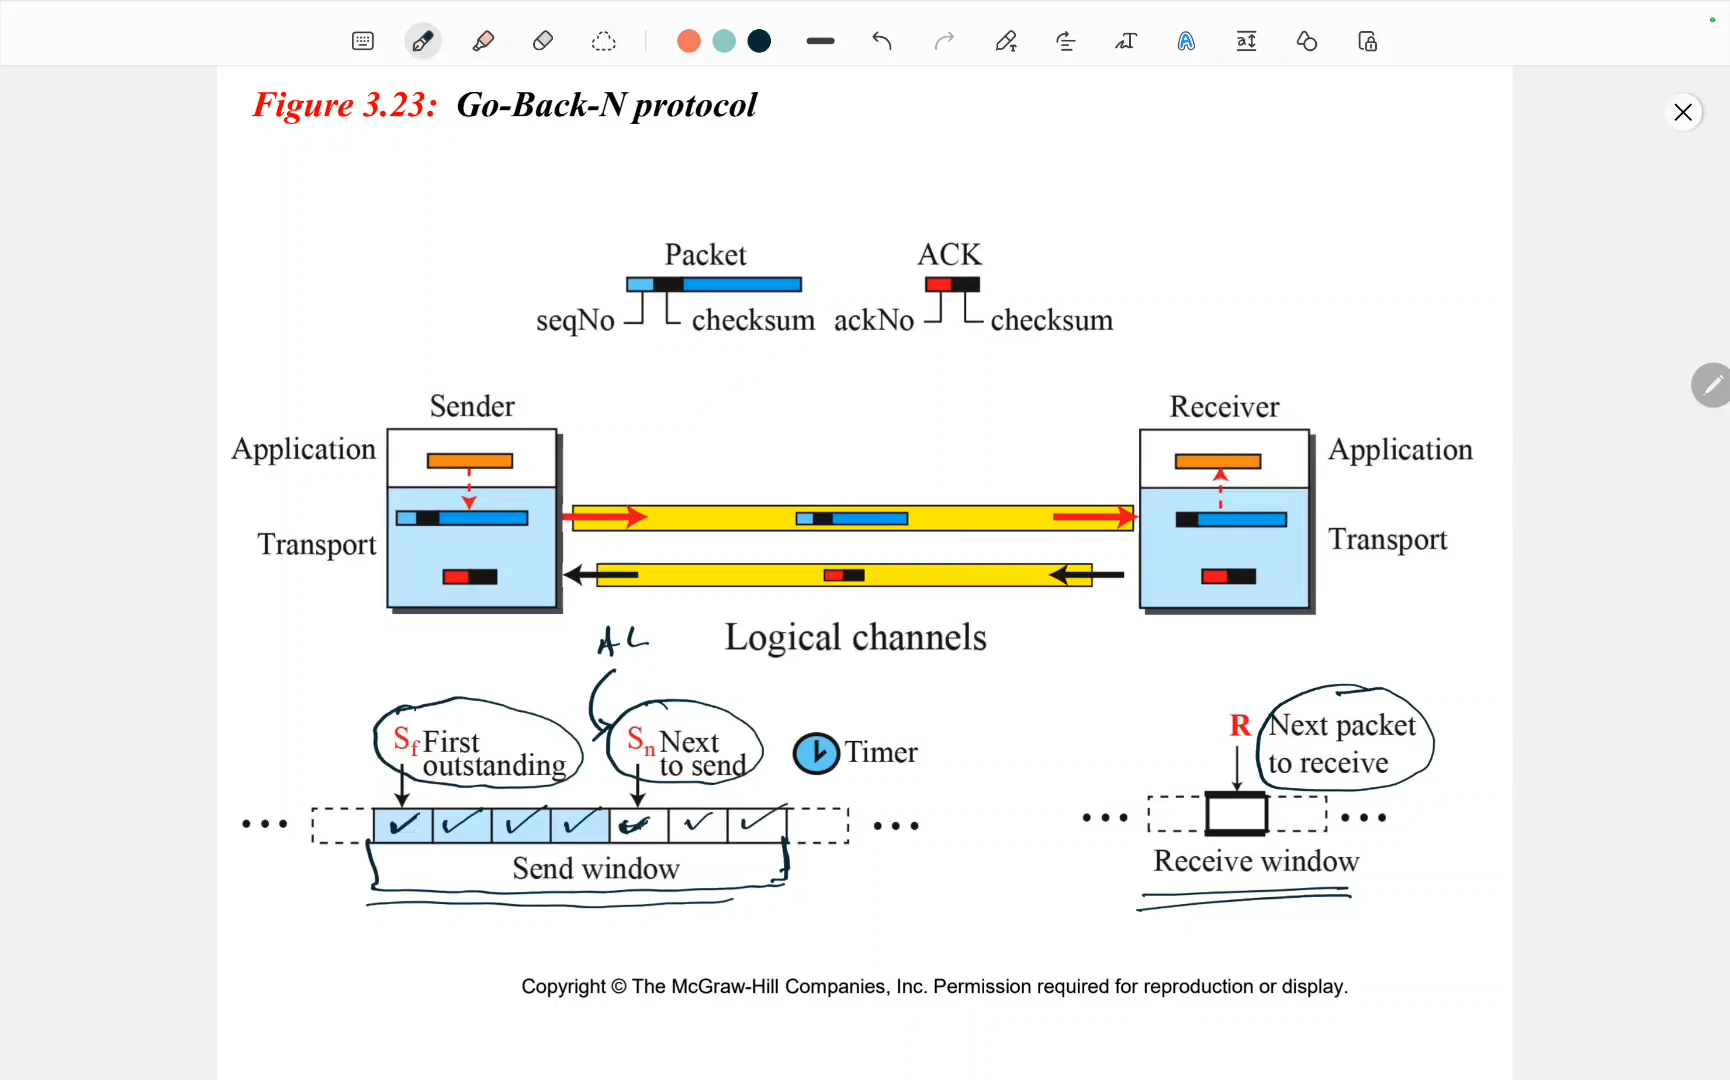 Figure 3.23: Go-Back-N protocol
Packet
ACK
seqNo
checksum
ackNo
checksum
Sender
Receiver
Application
Application
Transport
Transport
AL
Logical channels
Sf First
outstanding
Sn Next
to send
Timer
R Next packet
to receive
Send window
Receive window
Copyright © The McGraw-Hill Companies, Inc. Permission required for reproduction or display.